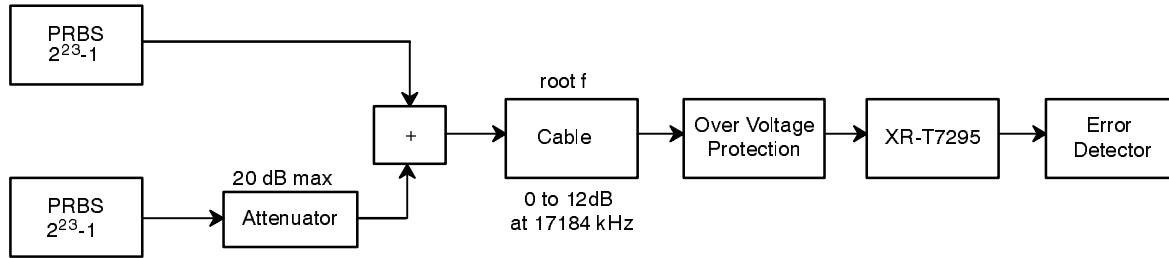 PRBS
2²³-1
root f
+
Cable
Over Voltage
Protection
XR-T7295
Error
Detector
20 dB max
PRBS
2²³-1
Attenuator
0 to 12dB
at 17184 kHz